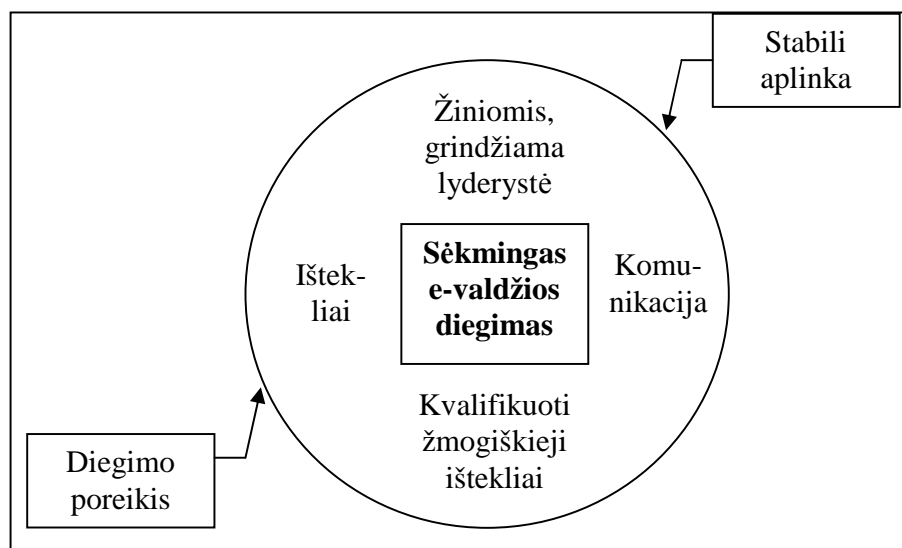 Stabili
aplinka
Žiniomis,
grindžiama
lyderystė
Ištek-
liai
Sėkmingas
e-valdžios
diegimas
Komu-
nikacija
Kvalifikuoti
žmogiškieji
ištekliai
Diegimo
poreikis